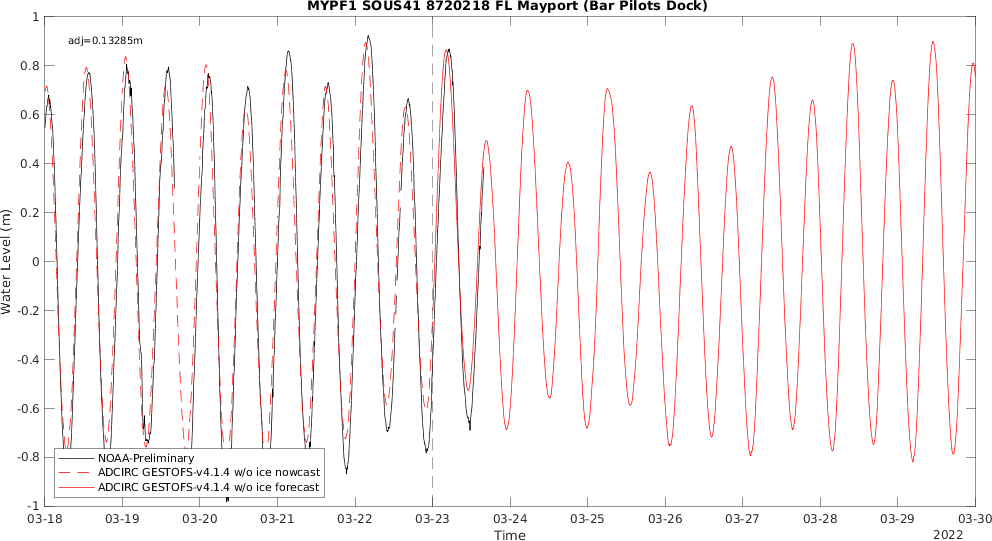 MYPF1 SOUS41 8720218 FL Mayport (Bar Pilots Dock)
adj=0.13285m
1
0.8
0.6
0.4
0.2
0
-0.2
-0.4
-0.6
-0.8
-1
Water Level (m)
NOAA-Preliminary
ADCIRC GESTOFS-v4.1.4 w/o ice nowcast
ADCIRC GESTOFS-v4.1.4 w/o ice forecast
03-18 03-19 03-20 03-21 03-22 03-23 03-24 03-25 03-26 03-27 03-28 03-29 03-30
Time
2022